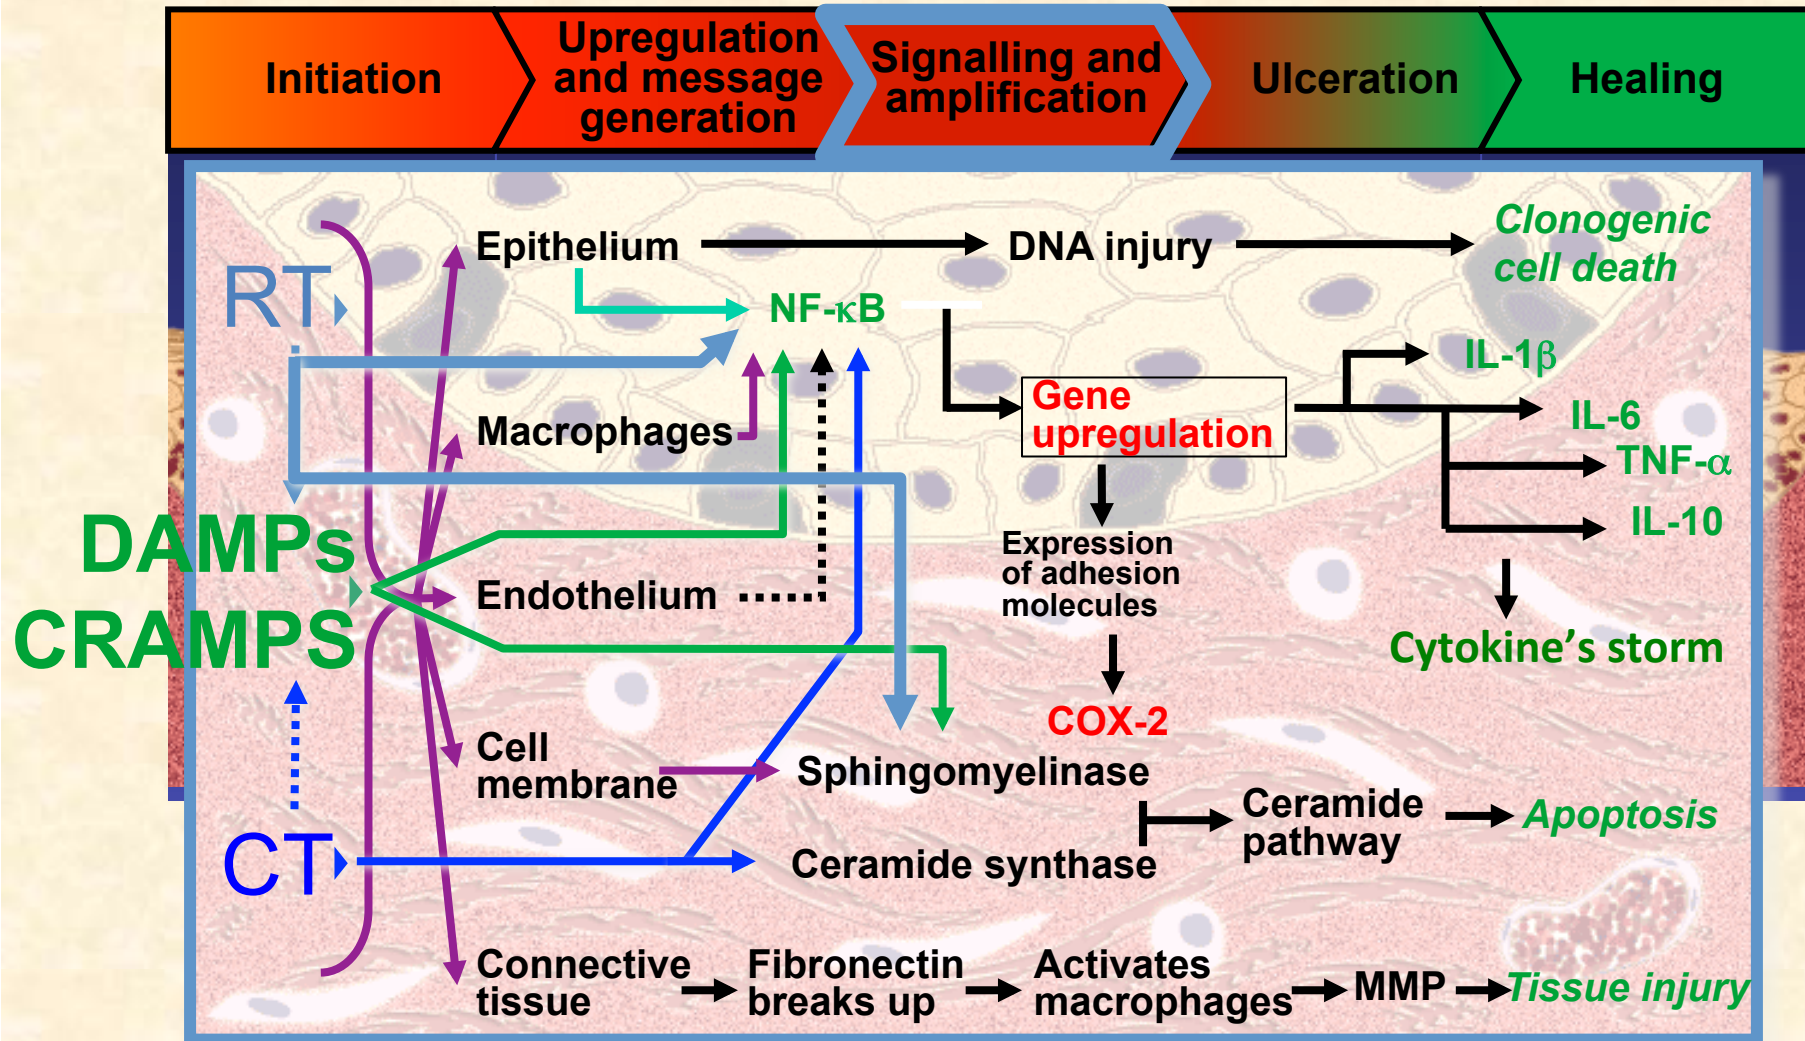 Initiation
Upregulation
and message
generation
Signalling and
amplification
Ulceration
Healing
Epithelium
DNA injury
Clonogenic
cell death
RT
NF-κB
IL-1β
Gene
upregulation
IL-6
Macrophages
TNF-α
IL-10
DAMPs
CRAMPS
Expression
of adhesion
molecules
Endothelium
Cytokine’s storm
COX-2
Cell
membrane
Sphingomyelinase
Ceramide
pathway
Apoptosis
CT
Ceramide synthase
Connective
tissue
Fibronectin
breaks up
Activates
macrophages
MMP
Tissue injury